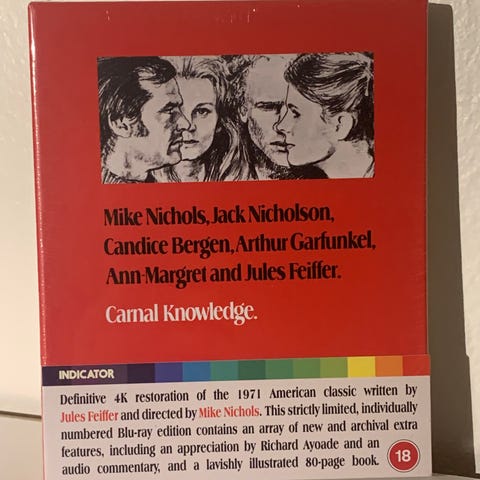 Mike Nichols, Jack Nicholson,
Candice Bergen, Arthur Garfunkel,
Ann-Margret and Jules Feiffer.
Carnal Knowledge.
INDICATOR
Definitive 4K restoration of the 1971 American classic written by
Jules Feiffer and directed by Mike Nichols. This strictly limited, individually
numbered Blu-ray edition contains an array of new and archival extra
features, including an appreciation by Richard Ayoade and an
audio commentary, and a lavishly illustrated 80-page book.
18